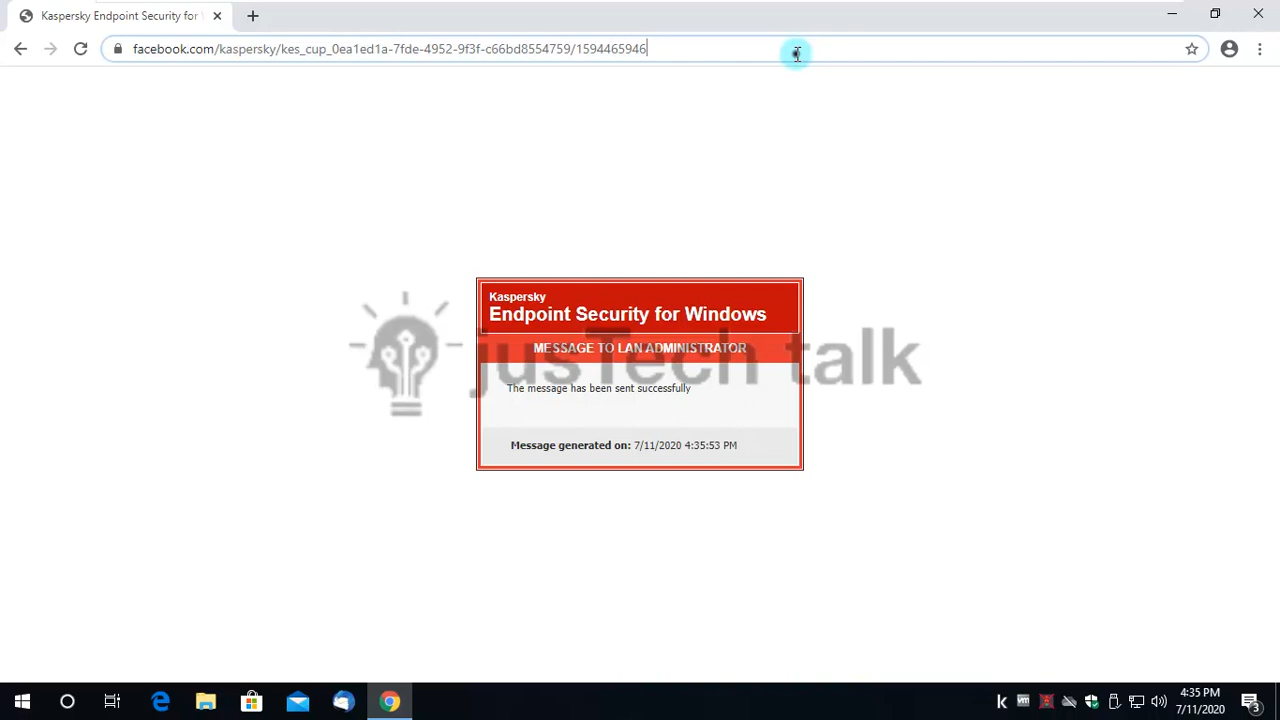 Kaspersky Endpoint Security for
facebook.com/kaspersky/kes_cup_0ea1ed1a-7fde-4952-9f3f-c66bd8554759/1594465946
Kaspersky
Endpoint Security for Windows
MESSAGE TO LAN ADMINISTRATOR
jusTech talk
The message has been sent successfully
Message generated on: 7/11/2020 4:35:53 PM
4:35 PM
7/11/2020
3